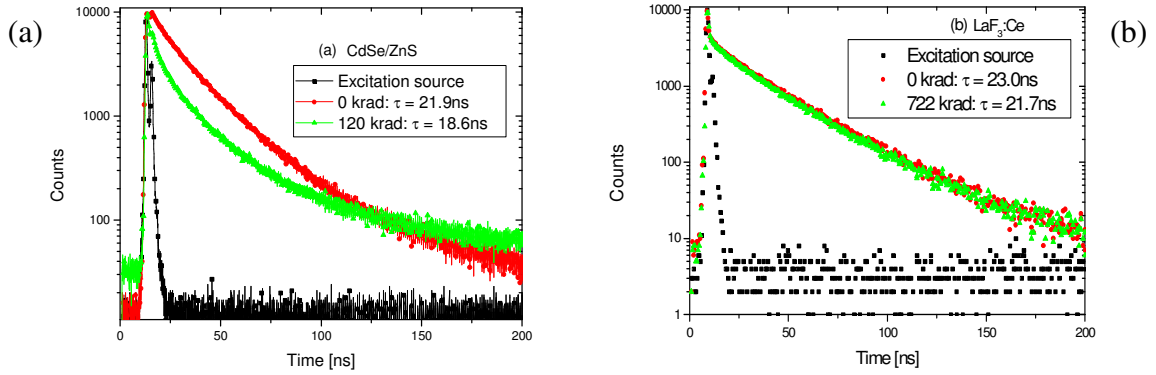 (a)
10000
1000
100
Counts
(a) CdSe/ZnS
Excitation source
0 krad: τ = 21.9ns
120 krad: τ = 18.6ns
0 50 100 150 200
Time [ns]
(b)
10000
1000
100
10
1
Counts
(b) LaF₃:Ce
Excitation source
0 krad: τ = 23.0ns
722 krad: τ = 21.7ns
0 50 100 150 200
Time [ns]